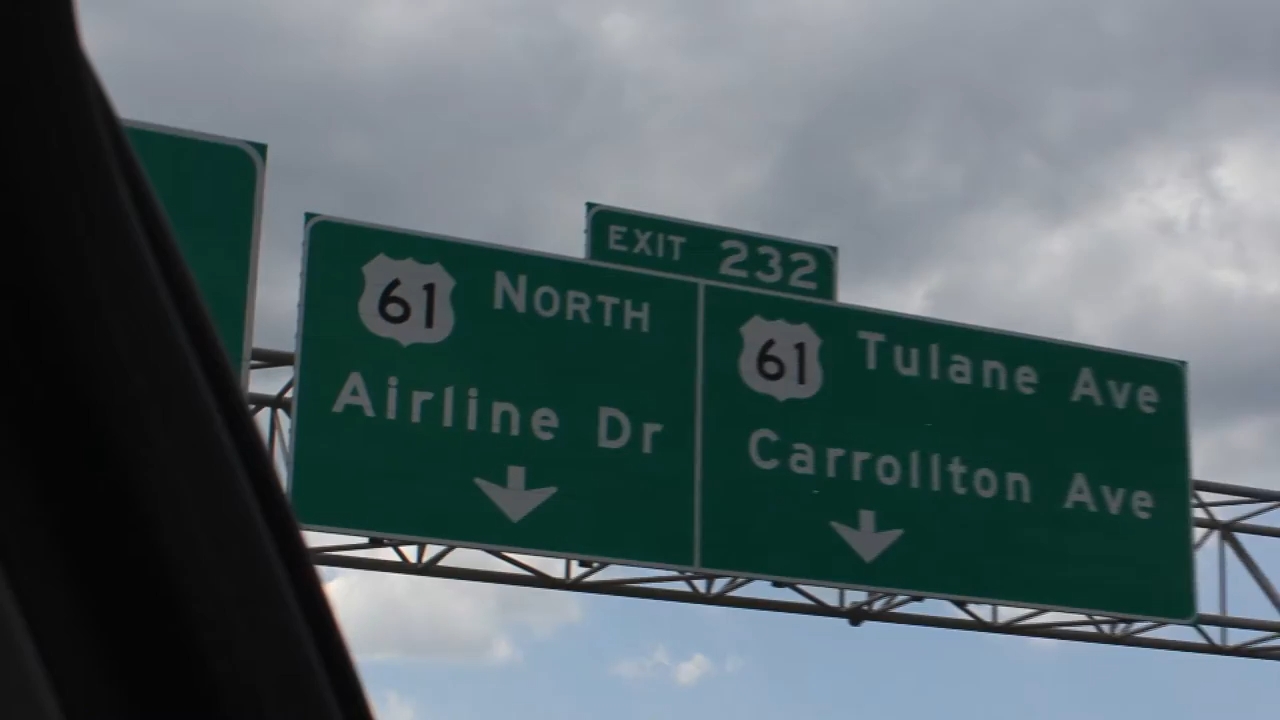 EXIT 232
61 NORTH
Airline Dr
61 Tulane Ave
Carrollton Ave